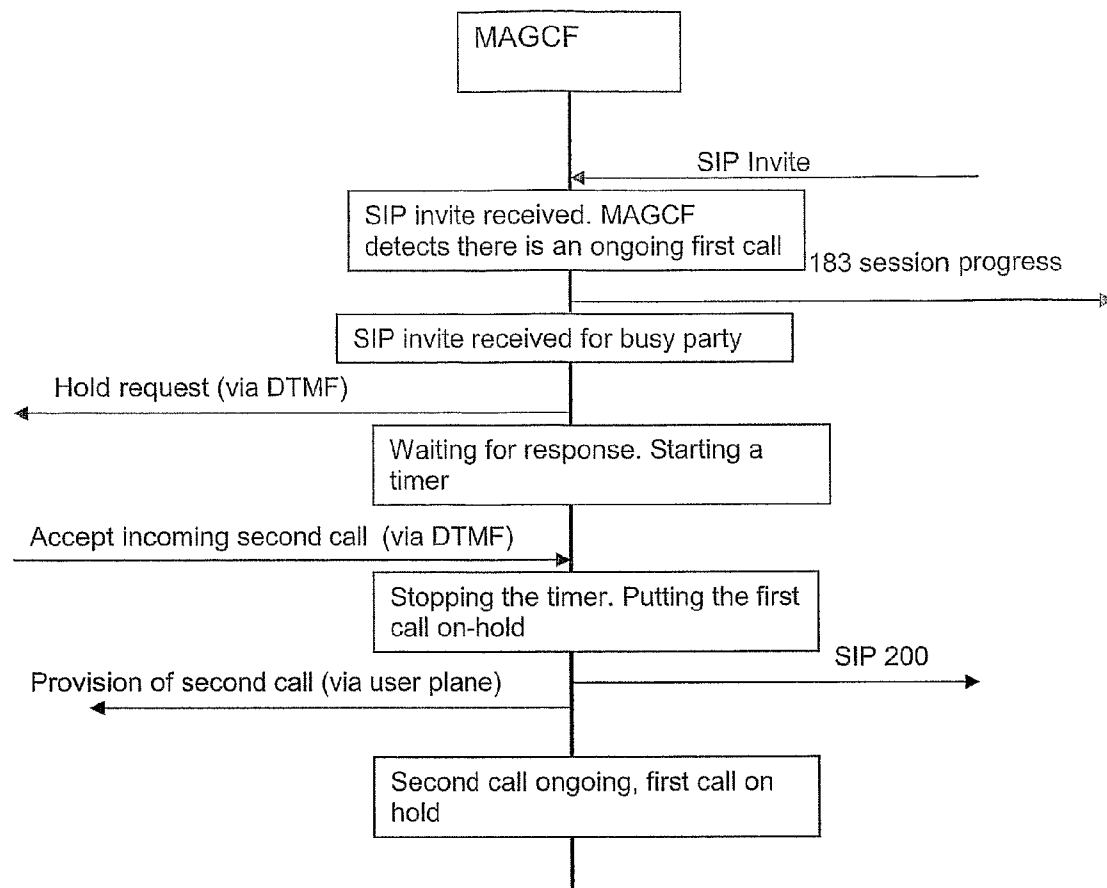 MAGCF
SIP Invite
SIP invite received. MAGCF
detects there is an ongoing first call
183 session progress
SIP invite received for busy party
Hold request (via DTMF)
Waiting for response. Starting a
timer
Accept incoming second call (via DTMF)
Stopping the timer. Putting the first
call on-hold
SIP 200
Provision of second call (via user plane)
Second call ongoing, first call on
hold